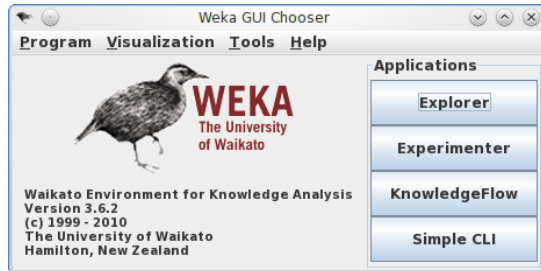 Weka GUI Chooser
Program Visualization Tools Help
WEKA
The University
of Waikato
Waikato Environment for Knowledge Analysis
Version 3.6.2
(c) 1999 - 2010
The University of Waikato
Hamilton, New Zealand
Applications
Explorer
Experimenter
KnowledgeFlow
Simple CLI